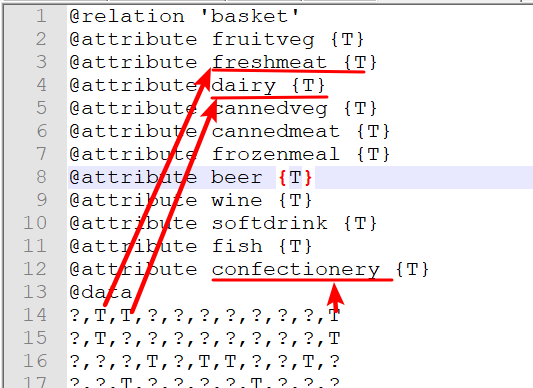 1 @relation 'basket'
2 @attribute fruitveg {T}
3 @attribute freshmeat {T}
4 @attribute dairy {T}
5 @attribute cannedveg {T}
6 @attribute cannedmeat {T}
7 @attribute frozenmeal {T}
8 @attribute beer {T}
9 @attribute wine {T}
10 @attribute softdrink {T}
11 @attribute fish {T}
12 @attribute confectionery {T}
13 @data
14 ?,T,T,?,?,?,?,?,?,?,T
15 ?,T,?,?,?,?,?,?,?,?,T
16 ?,?,?,T,?,T,T,?,?,T,?
17 ?,?,T,?,?,?,?,T,?,?,?